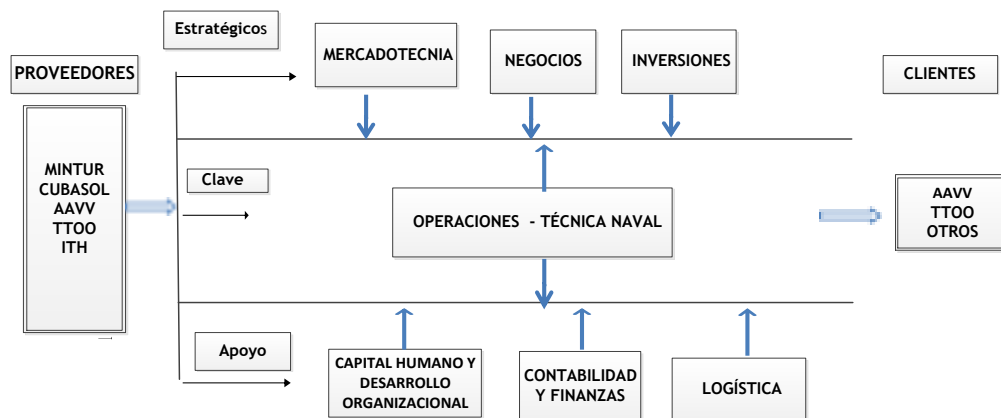 Estratégicos
MERCADOTECNIA
NEGOCIOS
INVERSIONES
PROVEEDORES
CLIENTES
MINTUR
CUBASOL
AAVV
TTOO
ITH
Clave
OPERACIONES - TÉCNICA NAVAL
AAVV
TTOO
OTROS
Apoyo
CAPITAL HUMANO Y
DESARROLLO
ORGANIZACIONAL
CONTABILIDAD
Y FINANZAS
LOGÍSTICA